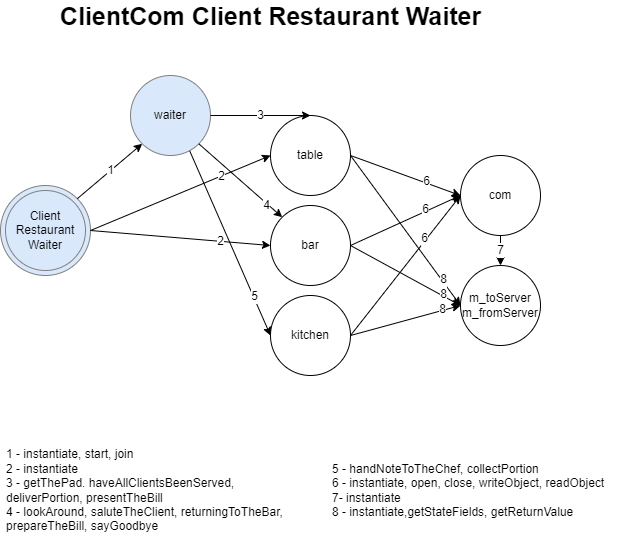 ClientCom Client Restaurant Waiter
waiter
3
table
1
2
6
com
4
6
Client
Restaurant
Waiter
2
bar
6
7
5
8
8
8
m_toServer
m_fromServer
kitchen
1 - instantiate, start, join
2 - instantiate
3 - getThePad. haveAllClientsBeenServed,
deliverPortion, presentTheBill
4 - lookAround, saluteTheClient, returningToTheBar,
prepareTheBill, sayGoodbye
5 - handNoteToTheChef, collectPortion
6 - instantiate, open, close, writeObject, readObject
7- instantiate
8 - instantiate,getStateFields, getReturnValue